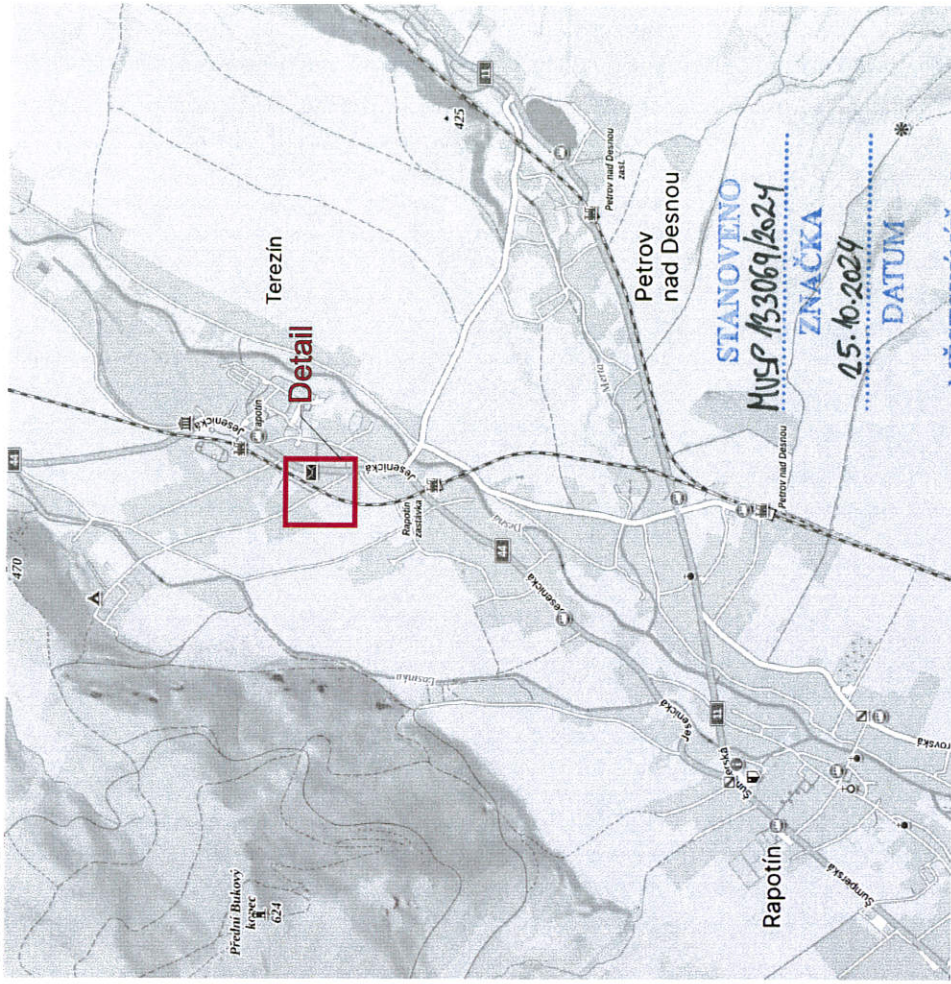 470
44
Přední Bukový
kopec
624
Jesenická
Rapotín
Terezín
Detail
Jesenická
Rapotín
zastávka
425
11
44
Jesenická
Desná
Losinka
Petrov nad Desnou
zast.
Petrov
nad Desnou
Merta
Petrov nad Desnou
Jesenická
11
Šumperská
Rapotín
STANOVENO
MUSP 133069/2024
ZNAČKA
25.10.2024
DATUM